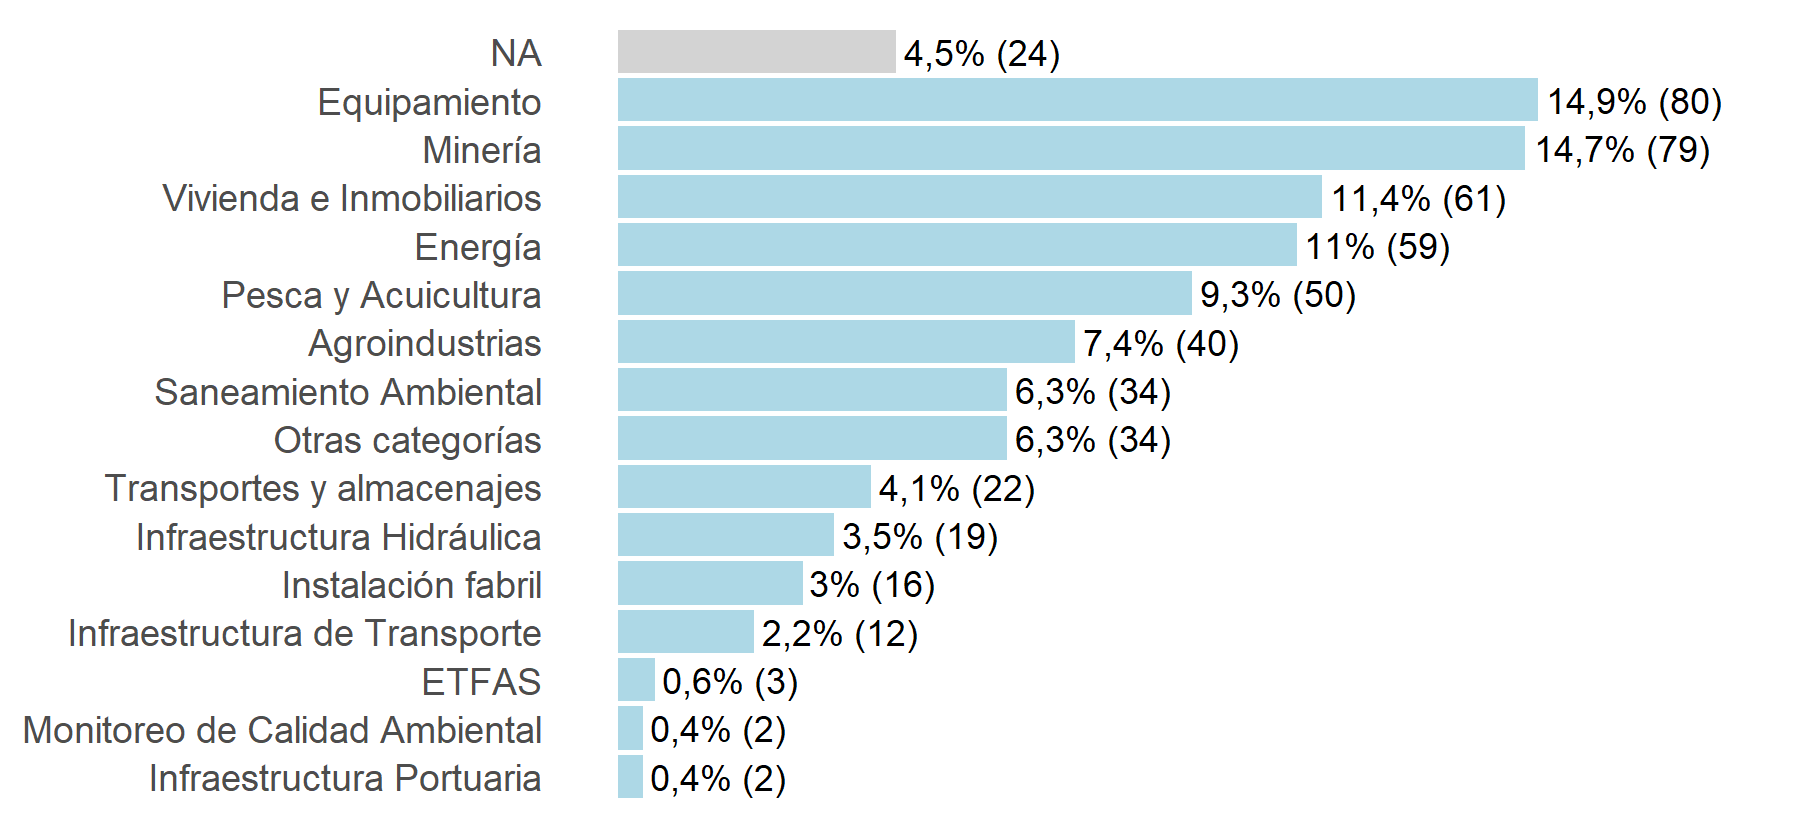 NA 4,5% (24)
Equipamiento 14,9% (80)
Minería 14,7% (79)
Vivienda e Inmobiliarios 11,4% (61)
Energía 11% (59)
Pesca y Acuicultura 9,3% (50)
Agroindustrias 7,4% (40)
Saneamiento Ambiental 6,3% (34)
Otras categorías 6,3% (34)
Transportes y almacenajes 4,1% (22)
Infraestructura Hidráulica 3,5% (19)
Instalación fabril 3% (16)
Infraestructura de Transporte 2,2% (12)
ETFAS 0,6% (3)
Monitoreo de Calidad Ambiental 0,4% (2)
Infraestructura Portuaria 0,4% (2)